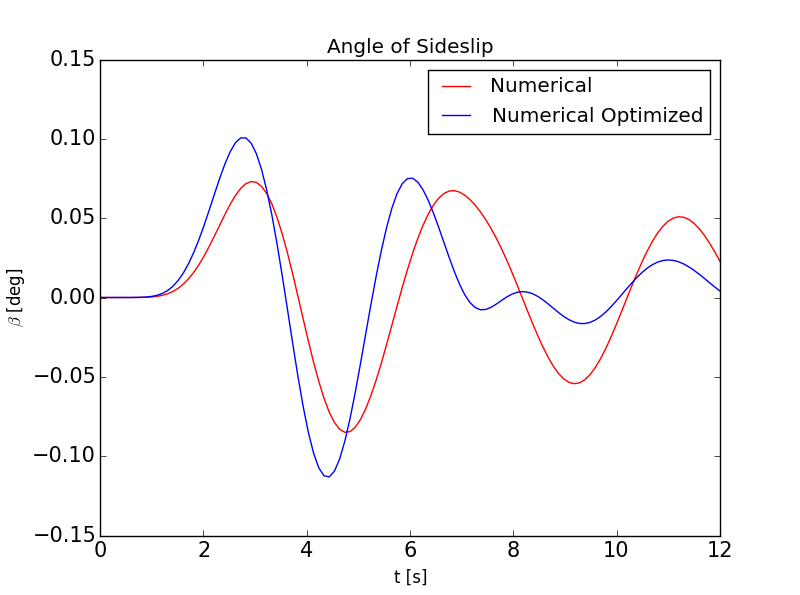 Angle of Sideslip
Numerical
Numerical Optimized
β [deg]
0.15
0.10
0.05
0.00
−0.05
−0.10
−0.15
0 2 4 6 8 10 12
t [s]